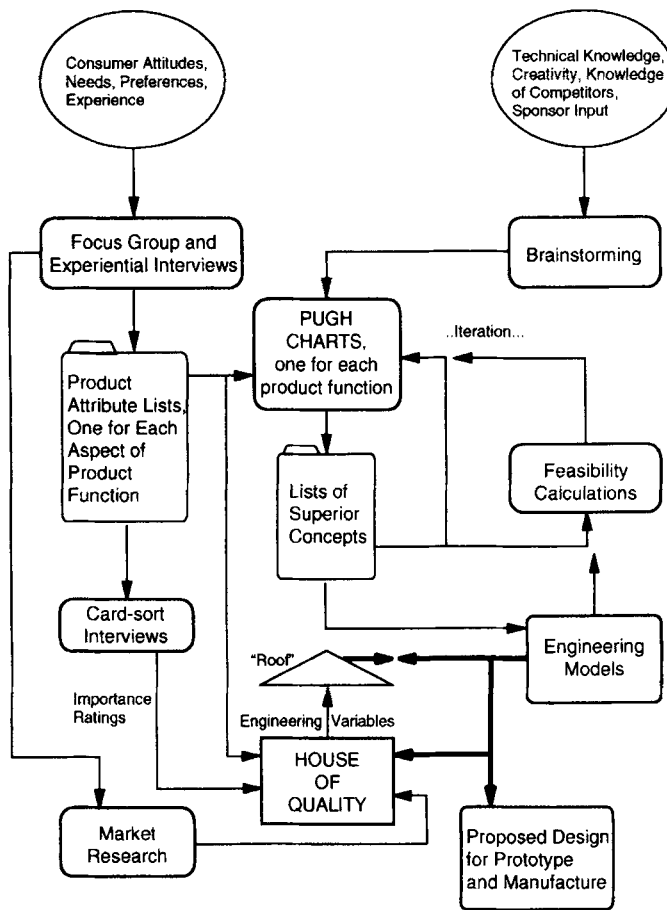 Consumer Attitudes,
Needs, Preferences,
Experience
Technical Knowledge,
Creativity, Knowledge
of Competitors,
Sponsor Input
Focus Group and
Experiential Interviews
Brainstorming
PUGH
CHARTS,
one for each
product function
..Iteration...
Product
Attribute Lists,
One for Each
Aspect of
Product
Function
Lists of
Superior
Concepts
Feasibility
Calculations
Card-sort
Interviews
Engineering
Models
"Roof"
Importance
Ratings
Engineering Variables
HOUSE
OF
QUALITY
Market
Research
Proposed Design
for Prototype
and Manufacture